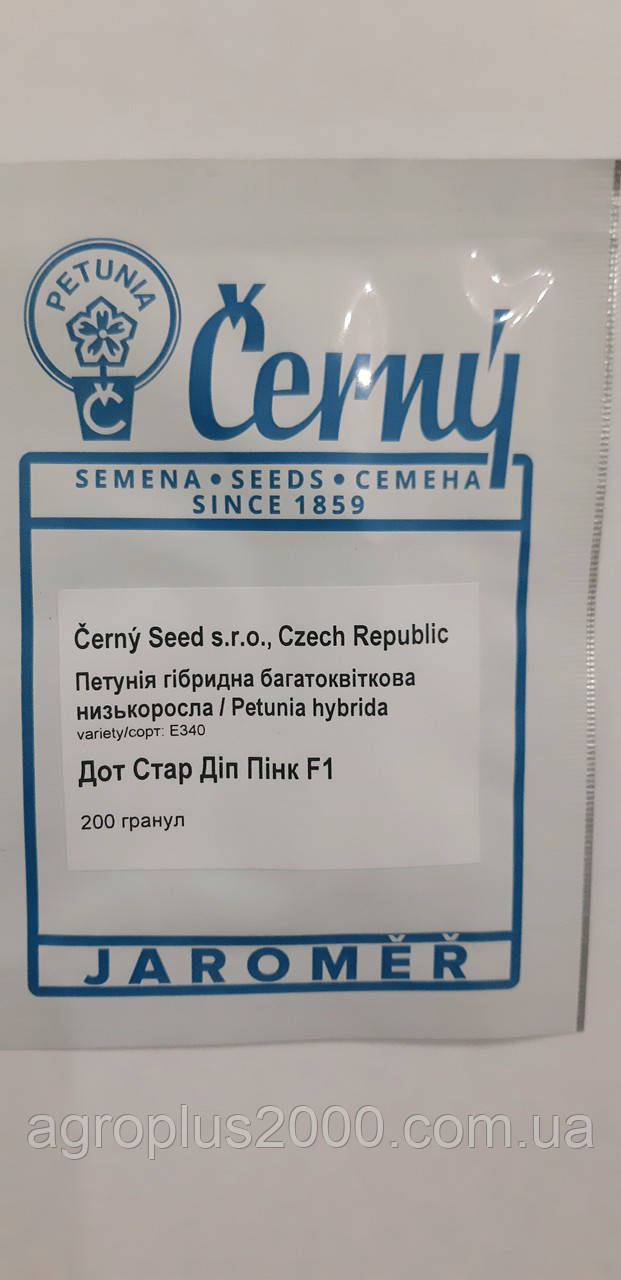 PETUNIA
Č
Černý
SEMENA • SEEDS • СЕМЕНА
SINCE 1859
Černý Seed s.r.o., Czech Republic
Петунія гібридна багатоквіткова
низькоросла / Petunia hybrida
variety/сорт: E340
Дот Стар Діп Пінк F1
200 гранул
JAROMĚŘ
agroplus2000.com.ua